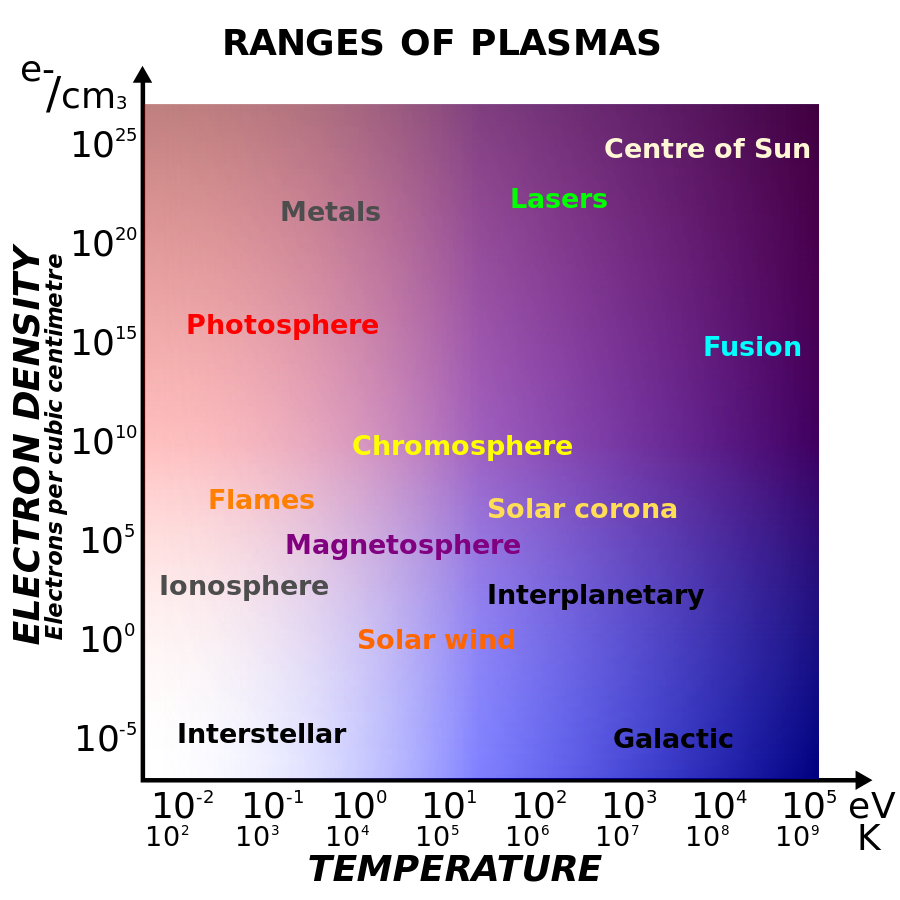 RANGES OF PLASMAS
e-
/cm3
10^25
Centre of Sun
Lasers
Metals
10^20
Photosphere
10^15
Fusion
10^10
Chromosphere
Flames
Solar corona
10^5
Magnetosphere
Ionosphere
Interplanetary
10^0
Solar wind
10^-5
Interstellar
Galactic
ELECTRON DENSITY
Electrons per cubic centimetre
10^-2 10^-1 10^0 10^1 10^2 10^3 10^4 10^5 eV
10^2 10^3 10^4 10^5 10^6 10^7 10^8 10^9 K
TEMPERATURE